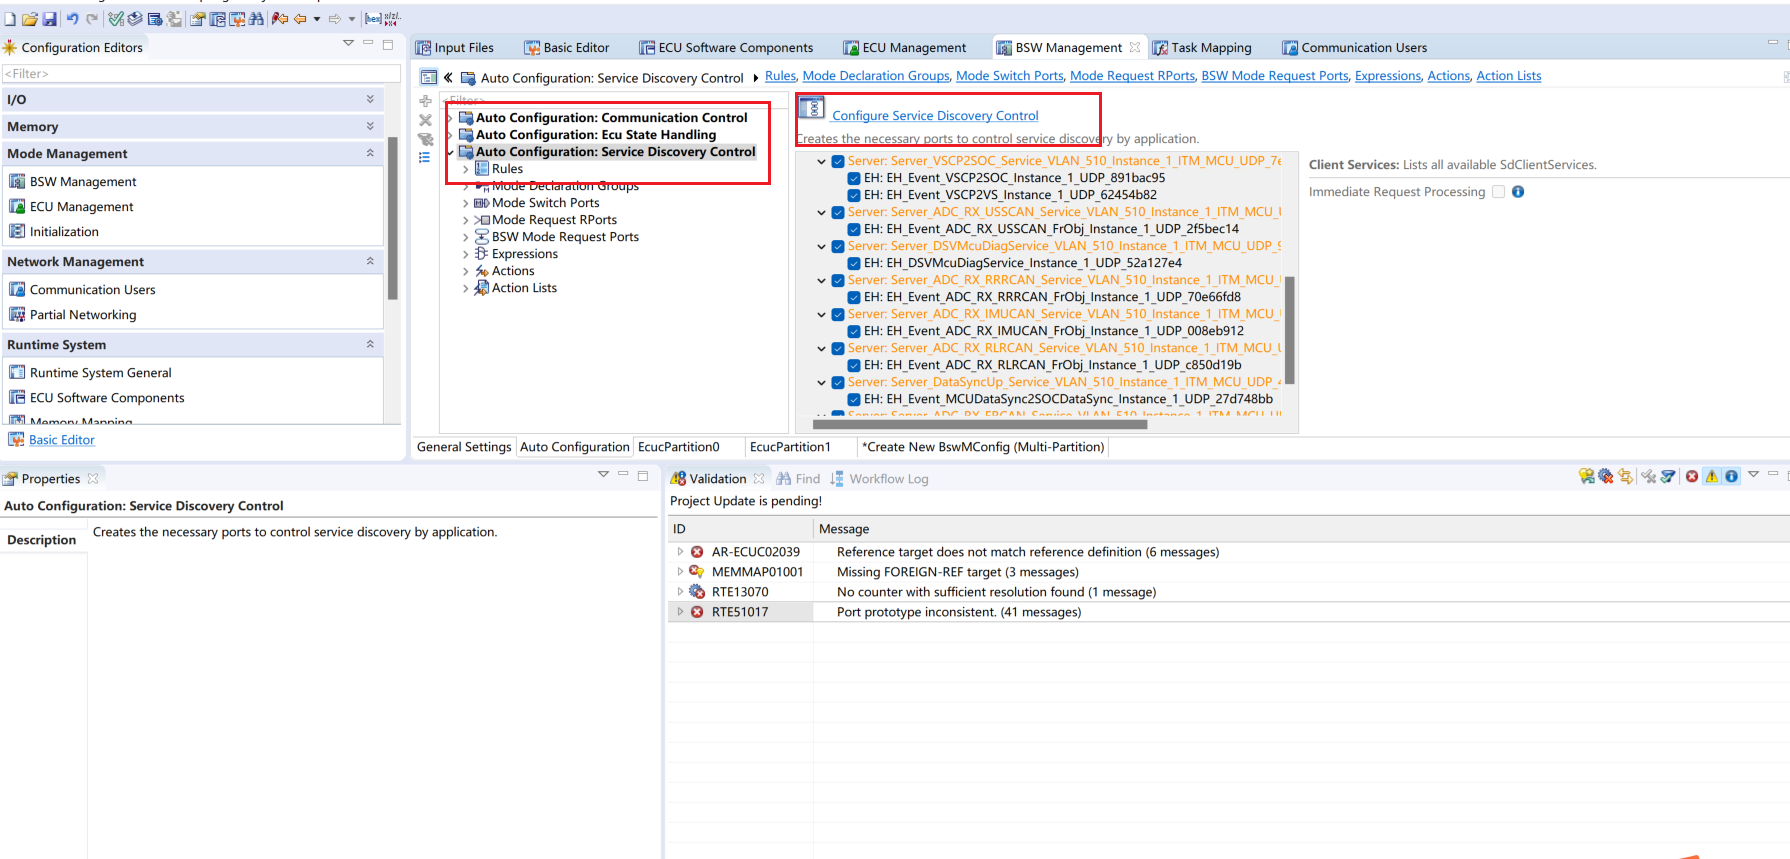 Configuration Editors
<Filter>
I/O
Memory
Mode Management
BSW Management
ECU Management
Initialization
Network Management
Communication Users
Partial Networking
Runtime System
Runtime System General
ECU Software Components
Memory Mapping
Basic Editor
Input Files
Basic Editor
ECU Software Components
ECU Management
BSW Management
Task Mapping
Communication Users
Auto Configuration: Service Discovery Control
Rules, Mode Declaration Groups, Mode Switch Ports, Mode Request RPorts, BSW Mode Request Ports, Expressions, Actions, Action Lists
<Filter>
Auto Configuration: Communication Control
Auto Configuration: Ecu State Handling
Auto Configuration: Service Discovery Control
Rules
Mode Declaration Groups
Mode Switch Ports
Mode Request RPorts
BSW Mode Request Ports
Expressions
Actions
Action Lists
Configure Service Discovery Control
Creates the necessary ports to control service discovery by application.
Server: Server_VSCP2SOC_Service_VLAN_510_Instance_1_ITM_MCU_UDP_7e
EH: EH_Event_VSCP2SOC_Instance_1_UDP_891bac95
EH: EH_Event_VSCP2VS_Instance_1_UDP_62454b82
Server: Server_ADC_RX_USSCAN_Service_VLAN_510_Instance_1_ITM_MCU_U
EH: EH_Event_ADC_RX_USSCAN_FrObj_Instance_1_UDP_2f5bec14
Server: Server_DSVMcuDiagService_VLAN_510_Instance_1_ITM_MCU_UDP_9
EH: EH_DSVMcuDiagService_Instance_1_UDP_52a127e4
Server: Server_ADC_RX_RRRCAN_Service_VLAN_510_Instance_1_ITM_MCU_U
EH: EH_Event_ADC_RX_RRRCAN_FrObj_Instance_1_UDP_70e66fd8
Server: Server_ADC_RX_IMUCAN_Service_VLAN_510_Instance_1_ITM_MCU_U
EH: EH_Event_ADC_RX_IMUCAN_FrObj_Instance_1_UDP_008eb912
Server: Server_ADC_RX_RLRCAN_Service_VLAN_510_Instance_1_ITM_MCU_U
EH: EH_Event_ADC_RX_RLRCAN_FrObj_Instance_1_UDP_c850d19b
Server: Server_DataSyncUp_Service_VLAN_510_Instance_1_ITM_MCU_UDP_4
EH: EH_Event_MCUDataSync2SOCDataSync_Instance_1_UDP_27d748bb
Client Services: Lists all available SdClientServices.
Immediate Request Processing
General Settings
Auto Configuration
EcucPartition0
EcucPartition1
*Create New BswMConfig (Multi-Partition)
Properties
Auto Configuration: Service Discovery Control
Description
Creates the necessary ports to control service discovery by application.
Validation
Find
Workflow Log
Project Update is pending!
ID
Message
AR-ECUC02039
Reference target does not match reference definition (6 messages)
MEMMAP01001
Missing FOREIGN-REF target (3 messages)
RTE13070
No counter with sufficient resolution found (1 message)
RTE51017
Port prototype inconsistent. (41 messages)